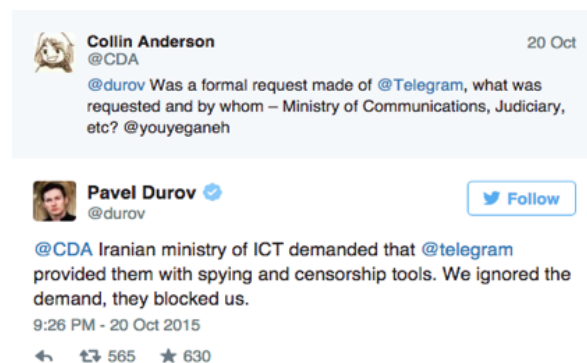 Collin Anderson
20 Oct
@CDA
@durov Was a formal request made of @Telegram, what was
requested and by whom – Ministry of Communications, Judiciary,
etc? @youyeganeh
Pavel Durov
Follow
@durov
@CDA Iranian ministry of ICT demanded that @telegram
provided them with spying and censorship tools. We ignored the
demand, they blocked us.
9:26 PM - 20 Oct 2015
565 630